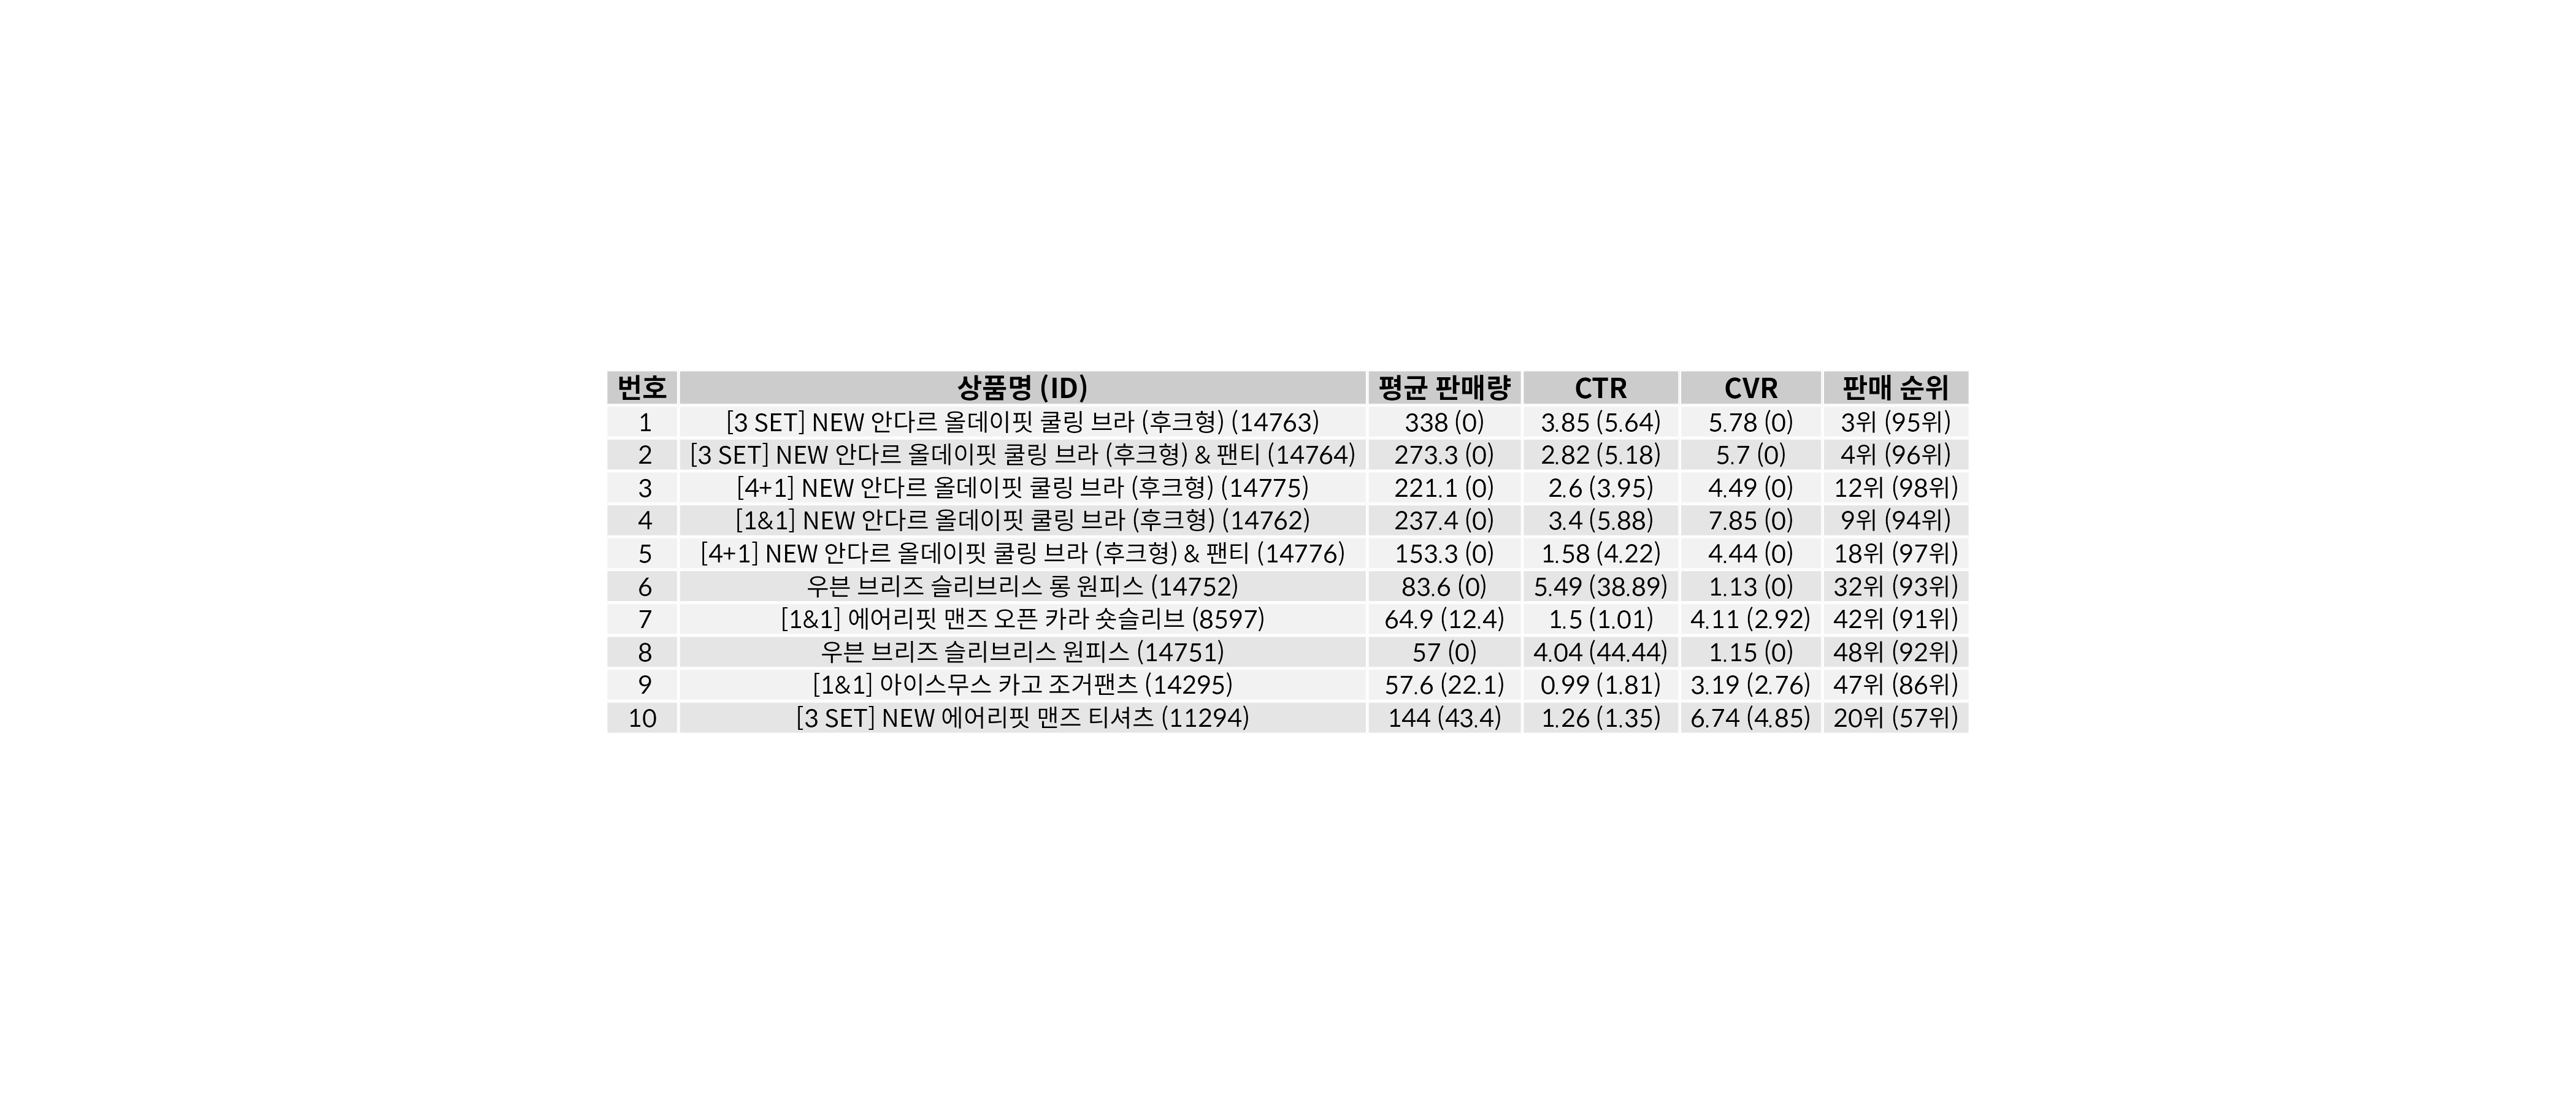 번호 상품명 (ID) 평균 판매량 CTR CVR 판매 순위
1 [3 SET] NEW 안다르 올데이핏 쿨링 브라 (후크형) (14763) 338 (0) 3.85 (5.64) 5.78 (0) 3위 (95위)
2 [3 SET] NEW 안다르 올데이핏 쿨링 브라 (후크형) & 팬티 (14764) 273.3 (0) 2.82 (5.18) 5.7 (0) 4위 (96위)
3 [4+1] NEW 안다르 올데이핏 쿨링 브라 (후크형) (14775) 221.1 (0) 2.6 (3.95) 4.49 (0) 12위 (98위)
4 [1&1] NEW 안다르 올데이핏 쿨링 브라 (후크형) (14762) 237.4 (0) 3.4 (5.88) 7.85 (0) 9위 (94위)
5 [4+1] NEW 안다르 올데이핏 쿨링 브라 (후크형) & 팬티 (14776) 153.3 (0) 1.58 (4.22) 4.44 (0) 18위 (97위)
6 우븐 브리즈 슬리브리스 롱 원피스 (14752) 83.6 (0) 5.49 (38.89) 1.13 (0) 32위 (93위)
7 [1&1] 에어리핏 맨즈 오픈 카라 숏슬리브 (8597) 64.9 (12.4) 1.5 (1.01) 4.11 (2.92) 42위 (91위)
8 우븐 브리즈 슬리브리스 원피스 (14751) 57 (0) 4.04 (44.44) 1.15 (0) 48위 (92위)
9 [1&1] 아이스무스 카고 조거팬츠 (14295) 57.6 (22.1) 0.99 (1.81) 3.19 (2.76) 47위 (86위)
10 [3 SET] NEW 에어리핏 맨즈 티셔츠 (11294) 144 (43.4) 1.26 (1.35) 6.74 (4.85) 20위 (57위)